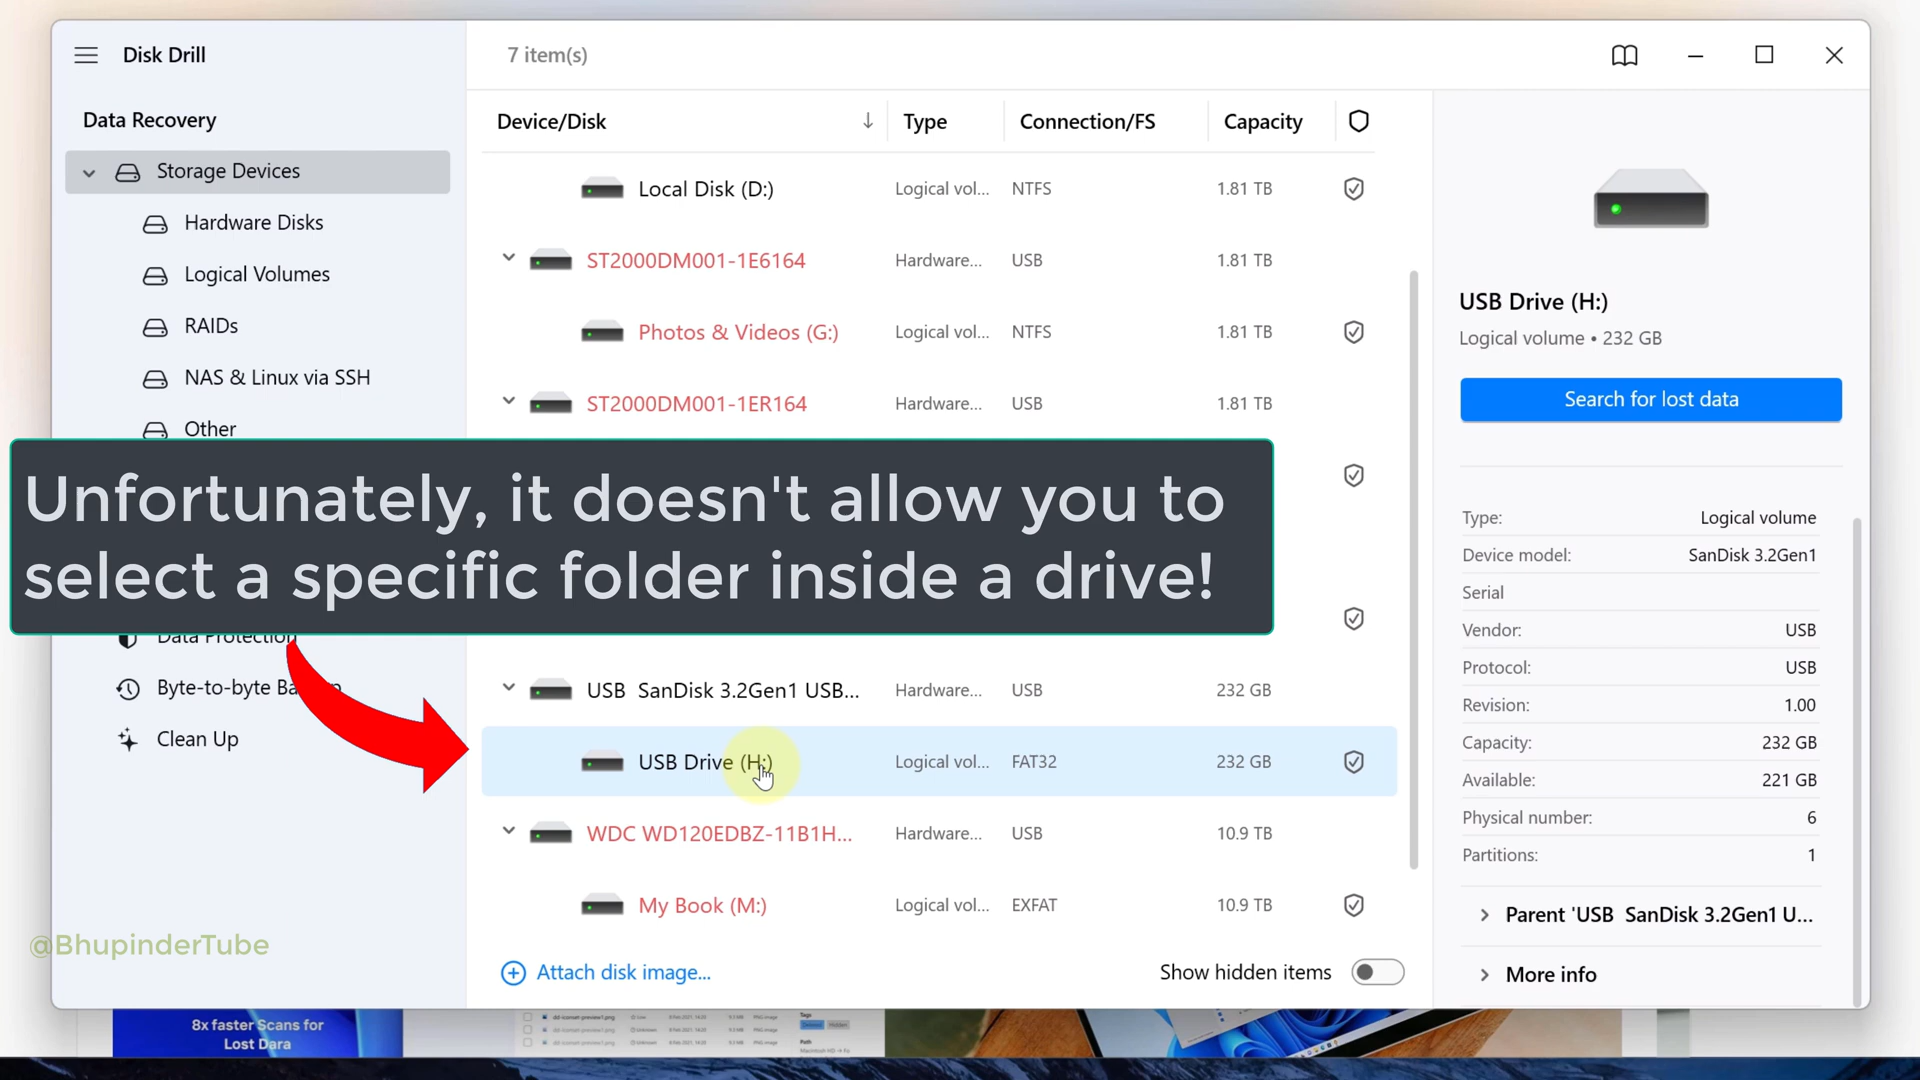 Disk Drill
7 item(s)
Data Recovery
Storage Devices
Hardware Disks
Logical Volumes
RAIDs
NAS & Linux via SSH
Other
Data Protection
Byte-to-byte Ba p
Clean Up
Device/Disk Type Connection/FS Capacity
Local Disk (D:) Logical vol... NTFS 1.81 TB
ST2000DM001-1E6164 Hardware... USB 1.81 TB
Photos & Videos (G:) Logical vol... NTFS 1.81 TB
ST2000DM001-1ER164 Hardware... USB 1.81 TB
Unfortunately, it doesn't allow you to
select a specific folder inside a drive!
USB SanDisk 3.2Gen1 USB... Hardware... USB 232 GB
USB Drive (H:) Logical vol... FAT32 232 GB
WDC WD120EDBZ-11B1H... Hardware... USB 10.9 TB
My Book (M:) Logical vol... EXFAT 10.9 TB
Attach disk image...
Show hidden items
USB Drive (H:)
Logical volume • 232 GB
Search for lost data
Type: Logical volume
Device model: SanDisk 3.2Gen1
Serial
Vendor: USB
Protocol: USB
Revision: 1.00
Capacity: 232 GB
Available: 221 GB
Physical number: 6
Partitions: 1
Parent 'USB SanDisk 3.2Gen1 U...
More info
@BhupinderTube
8x faster Scans for
Lost Dara